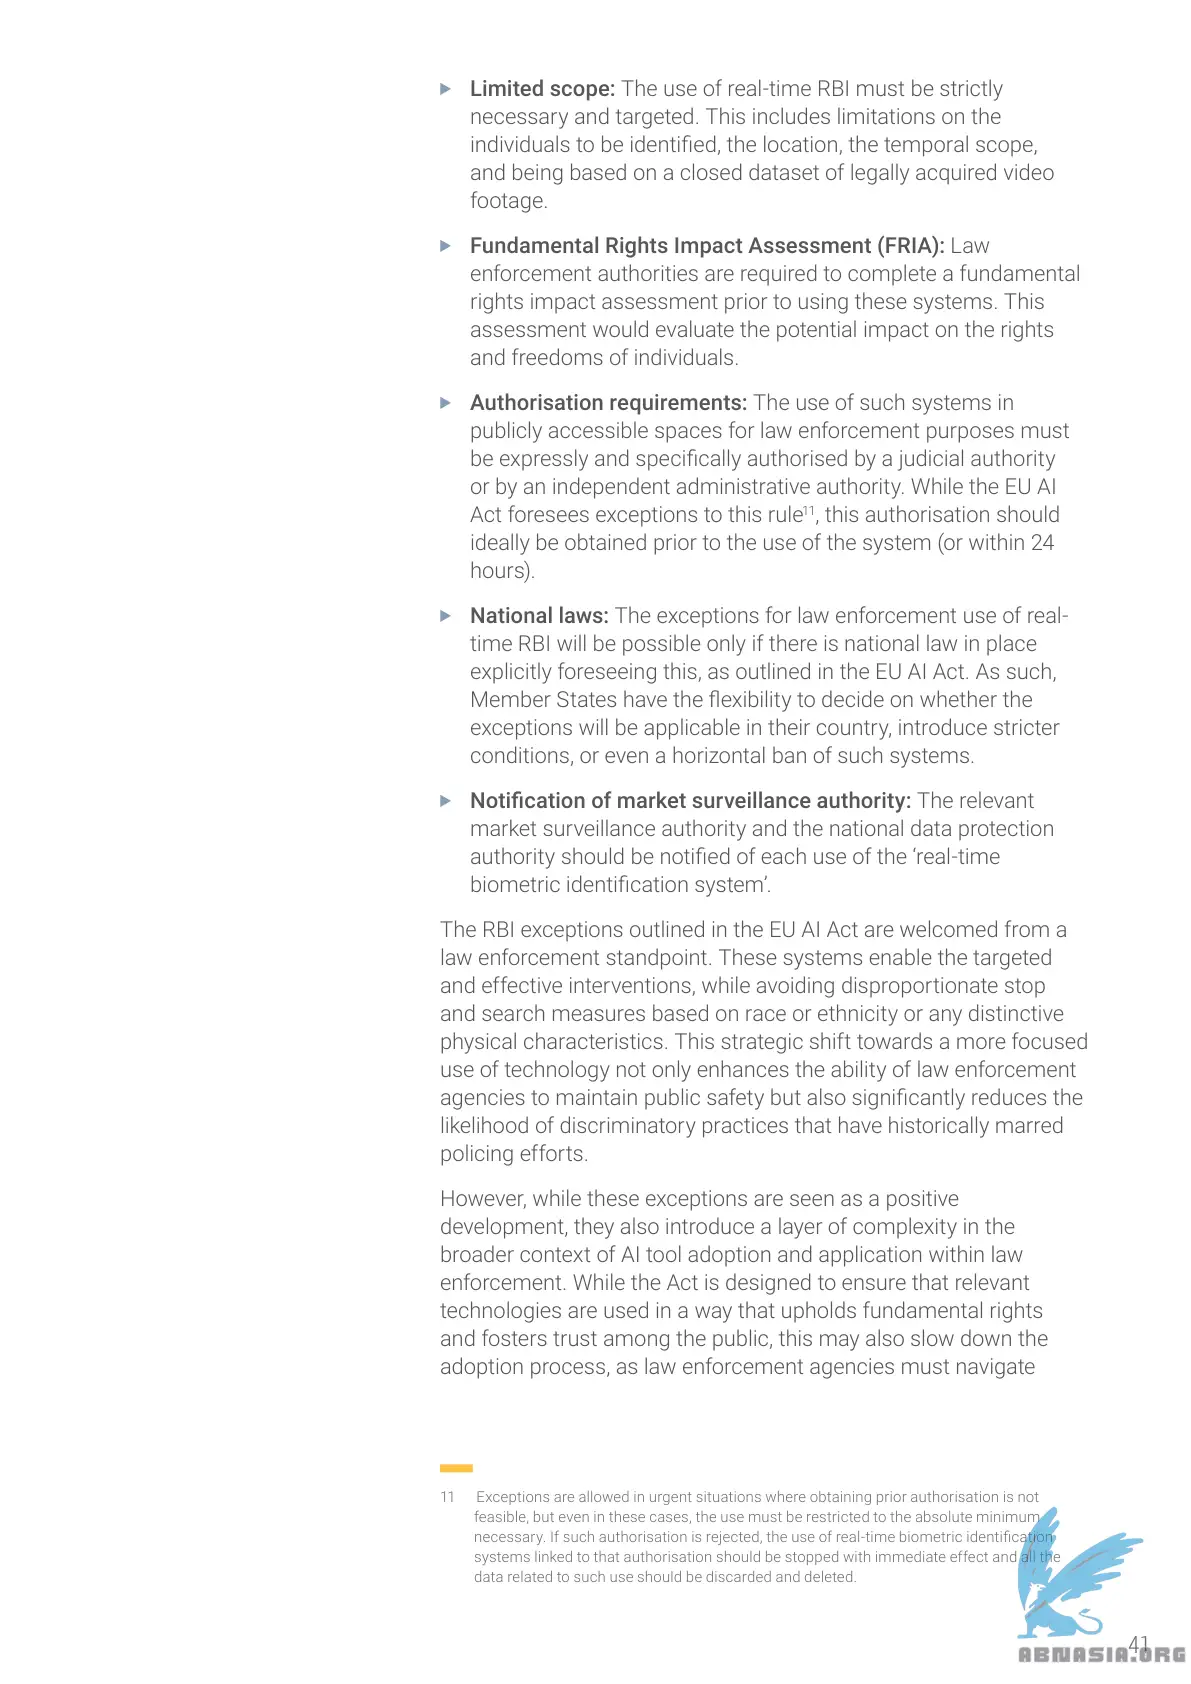 Limited scope: The use of real-time RBI must be strictly
necessary and targeted. This includes limitations on the
individuals to be identified, the location, the temporal scope,
and being based on a closed dataset of legally acquired video
footage.
Fundamental Rights Impact Assessment (FRIA): Law
enforcement authorities are required to complete a fundamental
rights impact assessment prior to using these systems. This
assessment would evaluate the potential impact on the rights
and freedoms of individuals.
Authorisation requirements: The use of such systems in
publicly accessible spaces for law enforcement purposes must
be expressly and specifically authorised by a judicial authority
or by an independent administrative authority. While the EU AI
Act foresees exceptions to this rule11, this authorisation should
ideally be obtained prior to the use of the system (or within 24
hours).
National laws: The exceptions for law enforcement use of real-
time RBI will be possible only if there is national law in place
explicitly foreseeing this, as outlined in the EU AI Act. As such,
Member States have the flexibility to decide on whether the
exceptions will be applicable in their country, introduce stricter
conditions, or even a horizontal ban of such systems.
Notification of market surveillance authority: The relevant
market surveillance authority and the national data protection
authority should be notified of each use of the ‘real-time
biometric identification system’.
The RBI exceptions outlined in the EU AI Act are welcomed from a
law enforcement standpoint. These systems enable the targeted
and effective interventions, while avoiding disproportionate stop
and search measures based on race or ethnicity or any distinctive
physical characteristics. This strategic shift towards a more focused
use of technology not only enhances the ability of law enforcement
agencies to maintain public safety but also significantly reduces the
likelihood of discriminatory practices that have historically marred
policing efforts.
However, while these exceptions are seen as a positive
development, they also introduce a layer of complexity in the
broader context of AI tool adoption and application within law
enforcement. While the Act is designed to ensure that relevant
technologies are used in a way that upholds fundamental rights
and fosters trust among the public, this may also slow down the
adoption process, as law enforcement agencies must navigate
11 Exceptions are allowed in urgent situations where obtaining prior authorisation is not
feasible, but even in these cases, the use must be restricted to the absolute minimum
necessary. If such authorisation is rejected, the use of real-time biometric identification
systems linked to that authorisation should be stopped with immediate effect and all the
data related to such use should be discarded and deleted.
41
ABNASIA.ORG